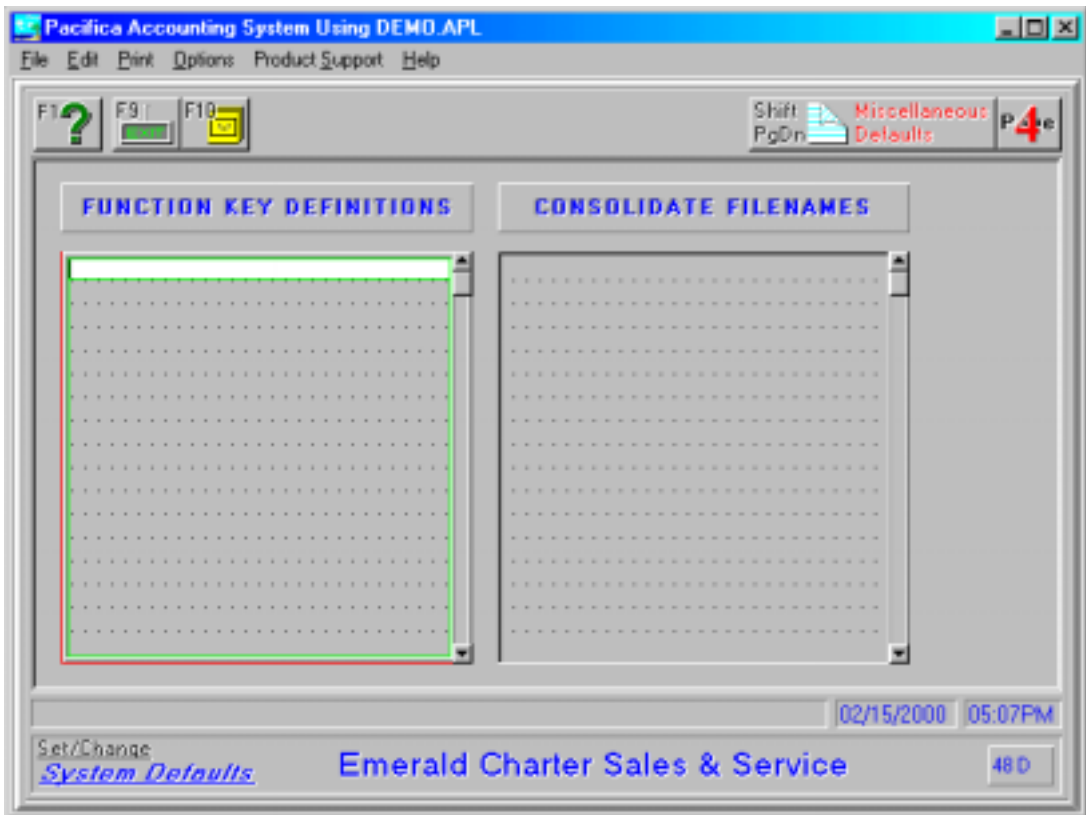 Pacifica Accounting System Using DEMO.APL
File Edit Print Options Product Support Help
F1 ? F9 EXIT F10 Shift PgDn Miscellaneous Defaults 4
FUNCTION KEY DEFINITIONS CONSOLIDATE FILENAMES
02/15/2000 05:07PM
Set/Change
System Defaults Emerald Charter Sales & Service 48 D